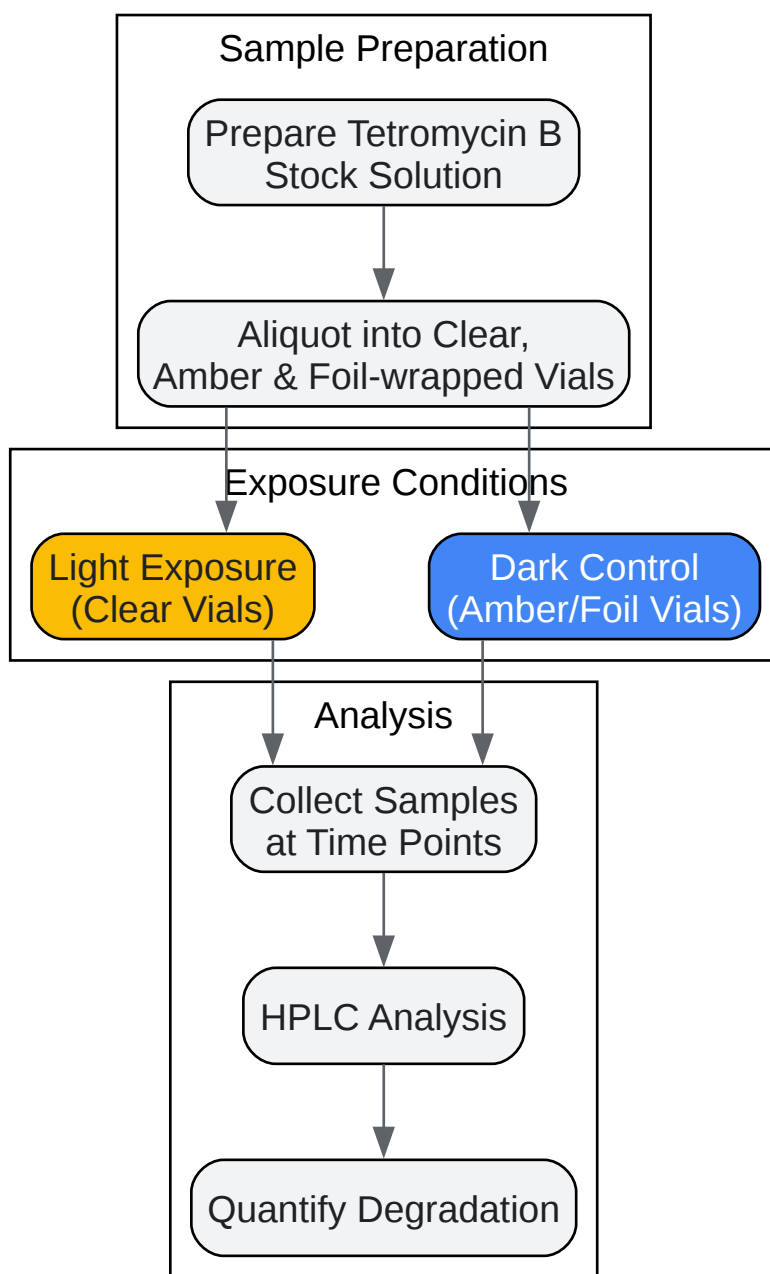 Sample Preparation
Prepare Tetromycin B
Stock Solution
Aliquot into Clear,
Amber & Foil-wrapped Vials
Exposure Conditions
Light Exposure
(Clear Vials)
Dark Control
(Amber/Foil Vials)
Analysis
Collect Samples
at Time Points
HPLC Analysis
Quantify Degradation